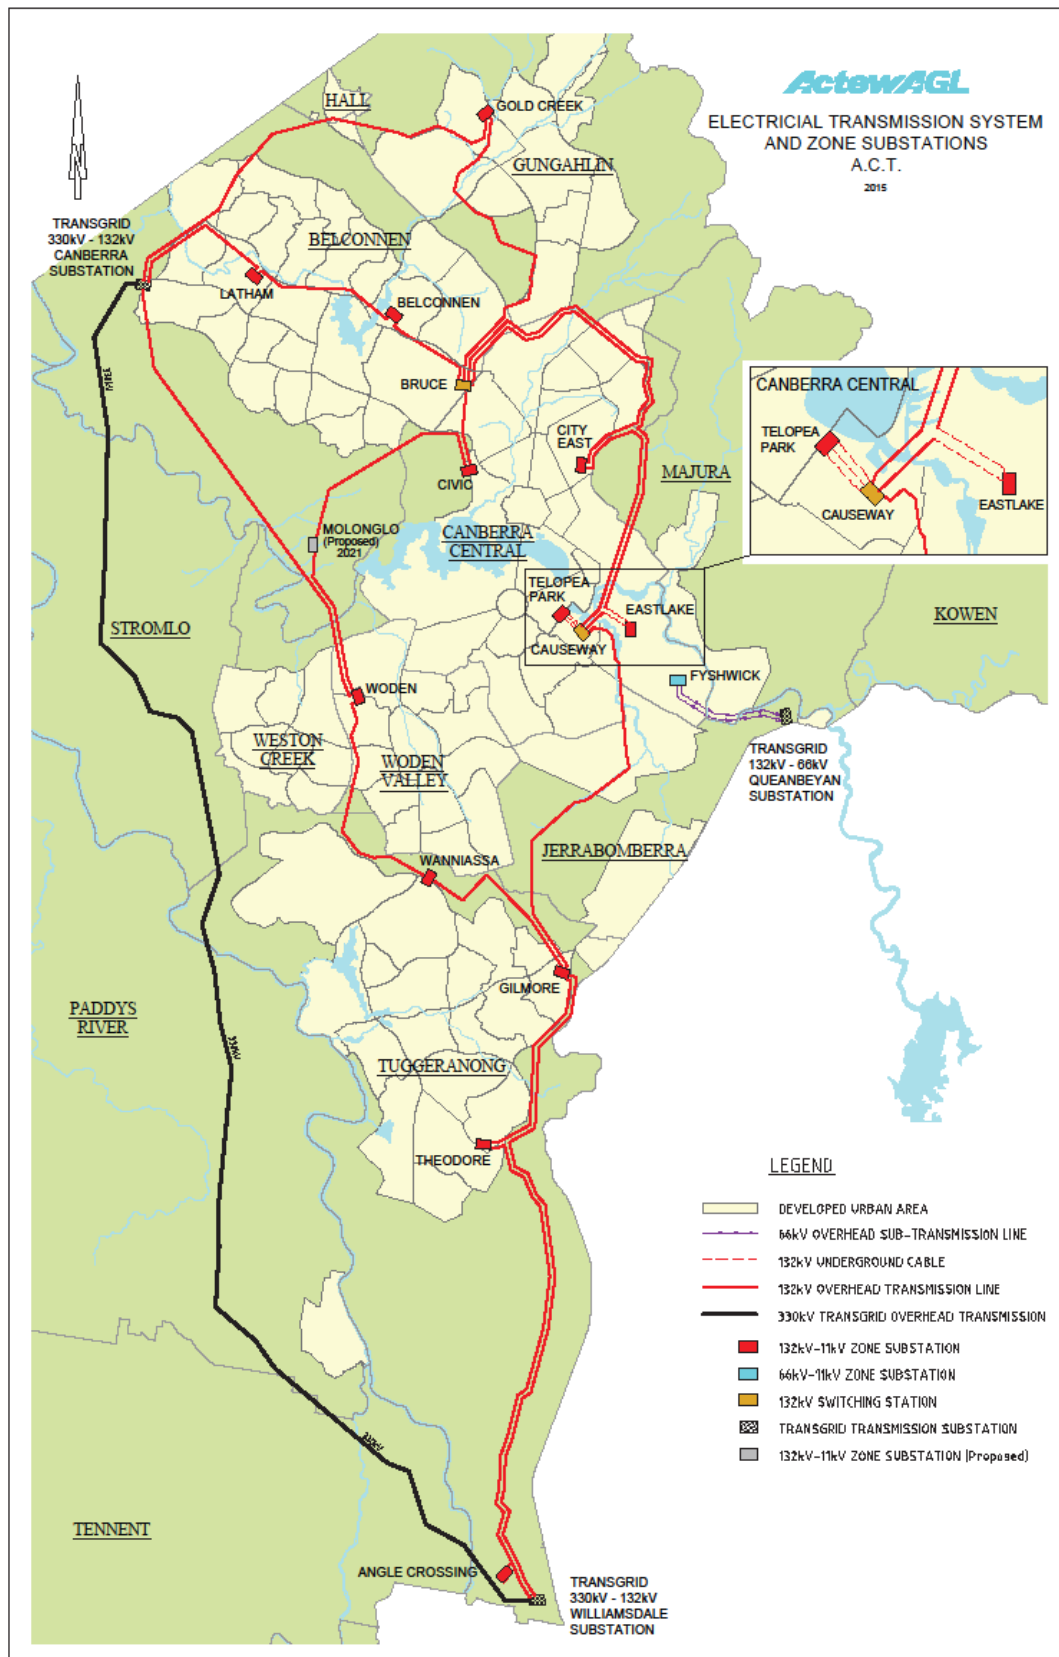 ActewAGL
ELECTRICIAL TRANSMISSION SYSTEM
AND ZONE SUBSTATIONS
A.C.T.
2015
HALL
GOLD CREEK
GUNGAHLIN
TRANSGRID
330kV - 132kV
CANBERRA
SUBSTATION
BELCONNEN
LATHAM
BELCONNEN
330kV
BRUCE
CITY
EAST
CIVIC
MAJURA
CANBERRA CENTRAL
TELOPEA
PARK
CAUSEWAY
EASTLAKE
MOLONGLO
(Proposed)
2021
CANBERRA
CENTRAL
TELOPEA
PARK
EASTLAKE
CAUSEWAY
KOWEN
STROMLO
FYSHWICK
WODEN
WESTON
CREEK
WODEN
VALLEY
TRANSGRID
132kV - 66kV
QUEANBEYAN
SUBSTATION
WANNIASSA
JERRABOMBERRA
GILMORE
PADDYS
RIVER
330kV
TUGGERANONG
THEODORE
LEGEND
DEVELOPED URBAN AREA
66kV OVERHEAD SUB-TRANSMISSION LINE
132kV UNDERGROUND CABLE
132kV OVERHEAD TRANSMISSION LINE
330kV TRANSGRID OVERHEAD TRANSMISSION
132kV-11kV ZONE SUBSTATION
66kV-11kV ZONE SUBSTATION
132kV SWITCHING STATION
TRANSGRID TRANSMISSION SUBSTATION
132kV-11kV ZONE SUBSTATION (Proposed)
330kV
TENNENT
ANGLE CROSSING
TRANSGRID
330kV - 132kV
WILLIAMSDALE
SUBSTATION